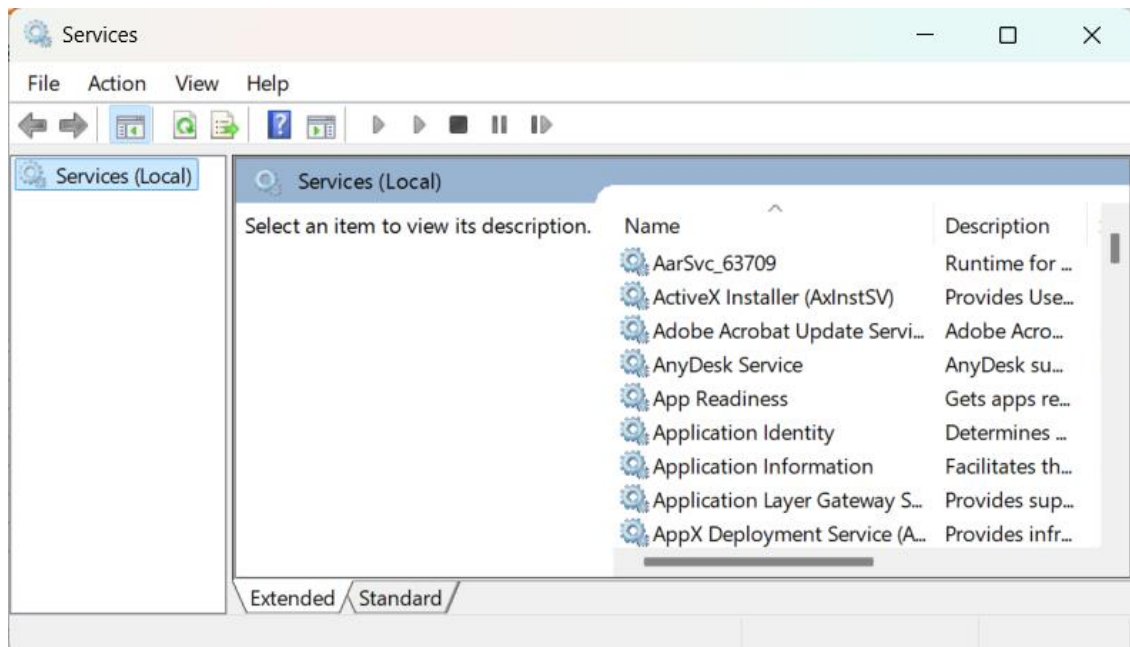 Services
File Action View Help
Services (Local)
Services (Local)
Select an item to view its description.
Name Description
AarSvc_63709 Runtime for ...
ActiveX Installer (AxInstSV) Provides Use...
Adobe Acrobat Update Servi... Adobe Acro...
AnyDesk Service AnyDesk su...
App Readiness Gets apps re...
Application Identity Determines ...
Application Information Facilitates th...
Application Layer Gateway S... Provides sup...
AppX Deployment Service (A... Provides infr...
Extended Standard